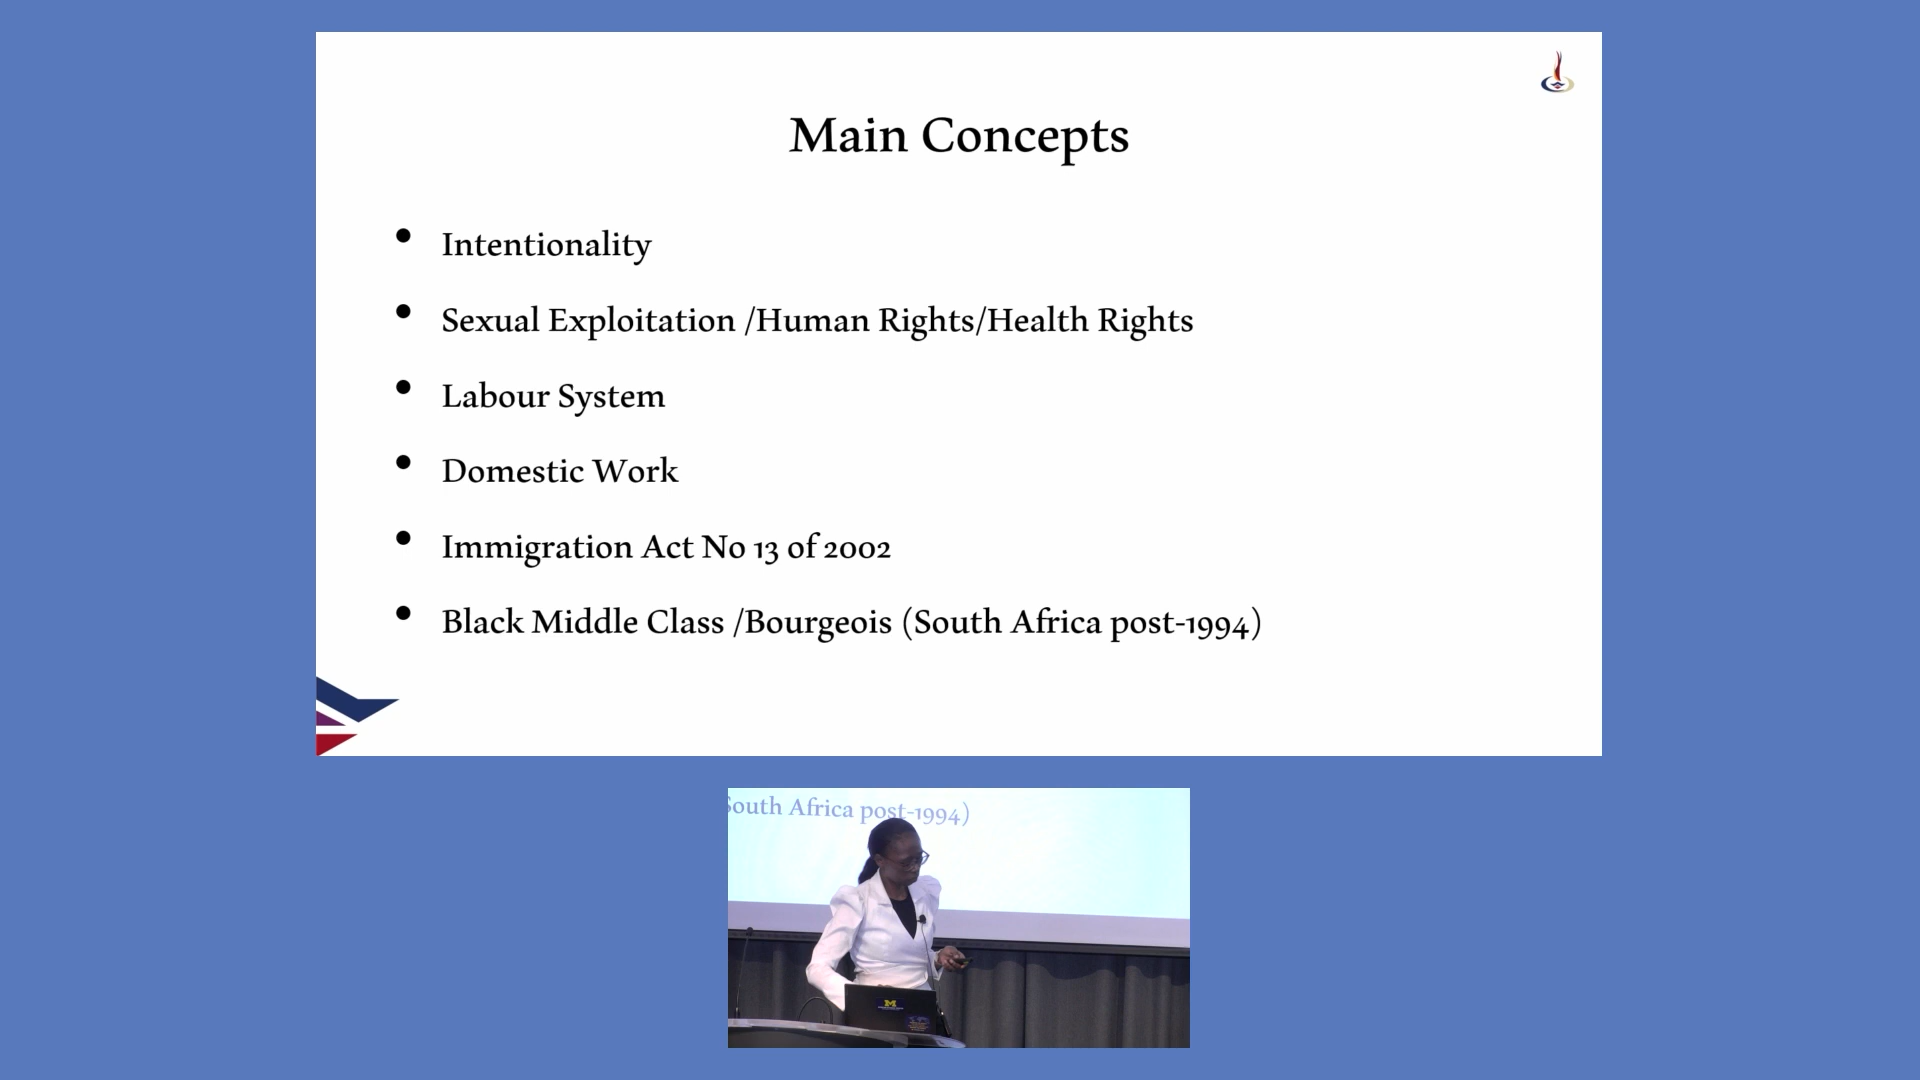 Main Concepts
Intentionality
Sexual Exploitation /Human Rights/Health Rights
Labour System
Domestic Work
Immigration Act No 13 of 2002
Black Middle Class /Bourgeois (South Africa post-1994)
South Africa post-1994)
M